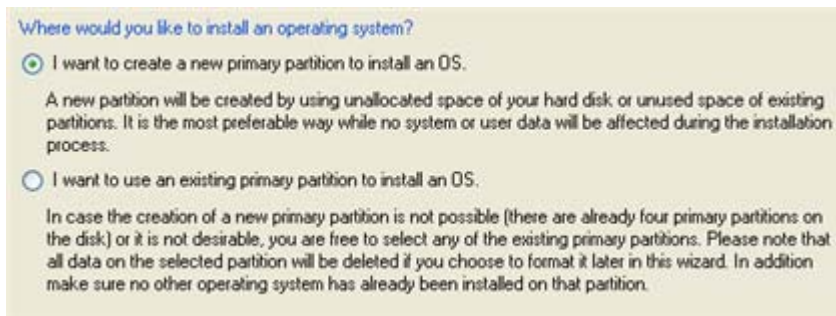 Where would you like to install an operating system?
I want to create a new primary partition to install an OS.
A new partition will be created by using unallocated space of your hard disk or unused space of existing
partitions. It is the most preferable way while no system or user data will be affected during the installation
process.
I want to use an existing primary partition to install an OS.
In case the creation of a new primary partition is not possible (there are already four primary partitions on
the disk) or it is not desirable, you are free to select any of the existing primary partitions. Please note that
all data on the selected partition will be deleted if you choose to format it later in this wizard. In addition
make sure no other operating system has already been installed on that partition.